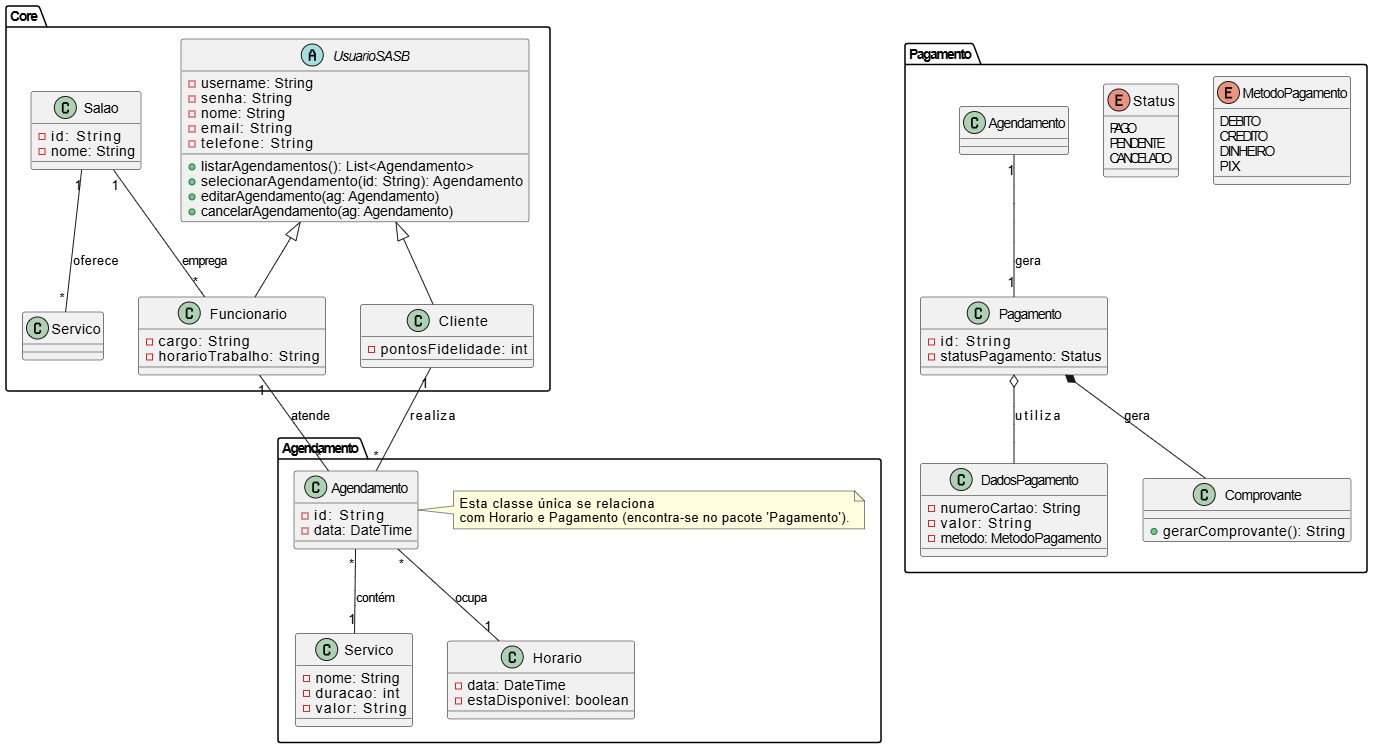 Core
A UsuarioSASB
username: String
senha: String
nome: String
email: String
telefone: String
listarAgendamentos(): List<Agendamento>
selecionarAgendamento(id: String): Agendamento
editarAgendamento(ag: Agendamento)
cancelarAgendamento(ag: Agendamento)
C Salao
id: String
nome: String
1
1
oferece
emprega
*
*
C Servico
C Funcionario
cargo: String
horarioTrabalho: String
C Cliente
pontosFidelidade: int
1
1
atende
realiza
*
*
Agendamento
C Agendamento
id: String
data: DateTime
Esta classe única se relaciona
com Horario e Pagamento (encontra-se no pacote 'Pagamento').
*
*
contém
ocupa
1
1
C Servico
nome: String
duracao: int
valor: String
C Horario
data: DateTime
estaDisponivel: boolean
Pagamento
C Agendamento
E Status
PAGO
PENDENTE
CANCELADO
E MetodoPagamento
DEBITO
CREDITO
DINHEIRO
PIX
1
gera
1
C Pagamento
id: String
statusPagamento: Status
utiliza
gera
C DadosPagamento
numeroCartao: String
valor: String
metodo: MetodoPagamento
C Comprovante
gerarComprovante(): String